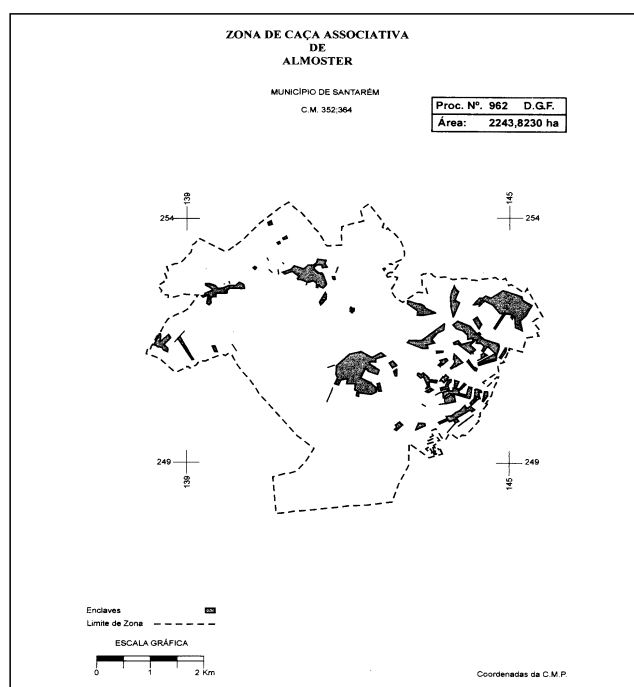 ZONA DE CAÇA ASSOCIATIVA
DE
ALMOSTER
MUNICÍPIO DE SANTARÉM
C.M. 352;364
Proc. Nº. 962 D.G.F.
Área: 2243,8230 ha
139
145
254
254
249
249
139
145
Enclaves
Limite de Zona
ESCALA GRÁFICA
0 1 2 Km
Coordenadas da C.M.P.